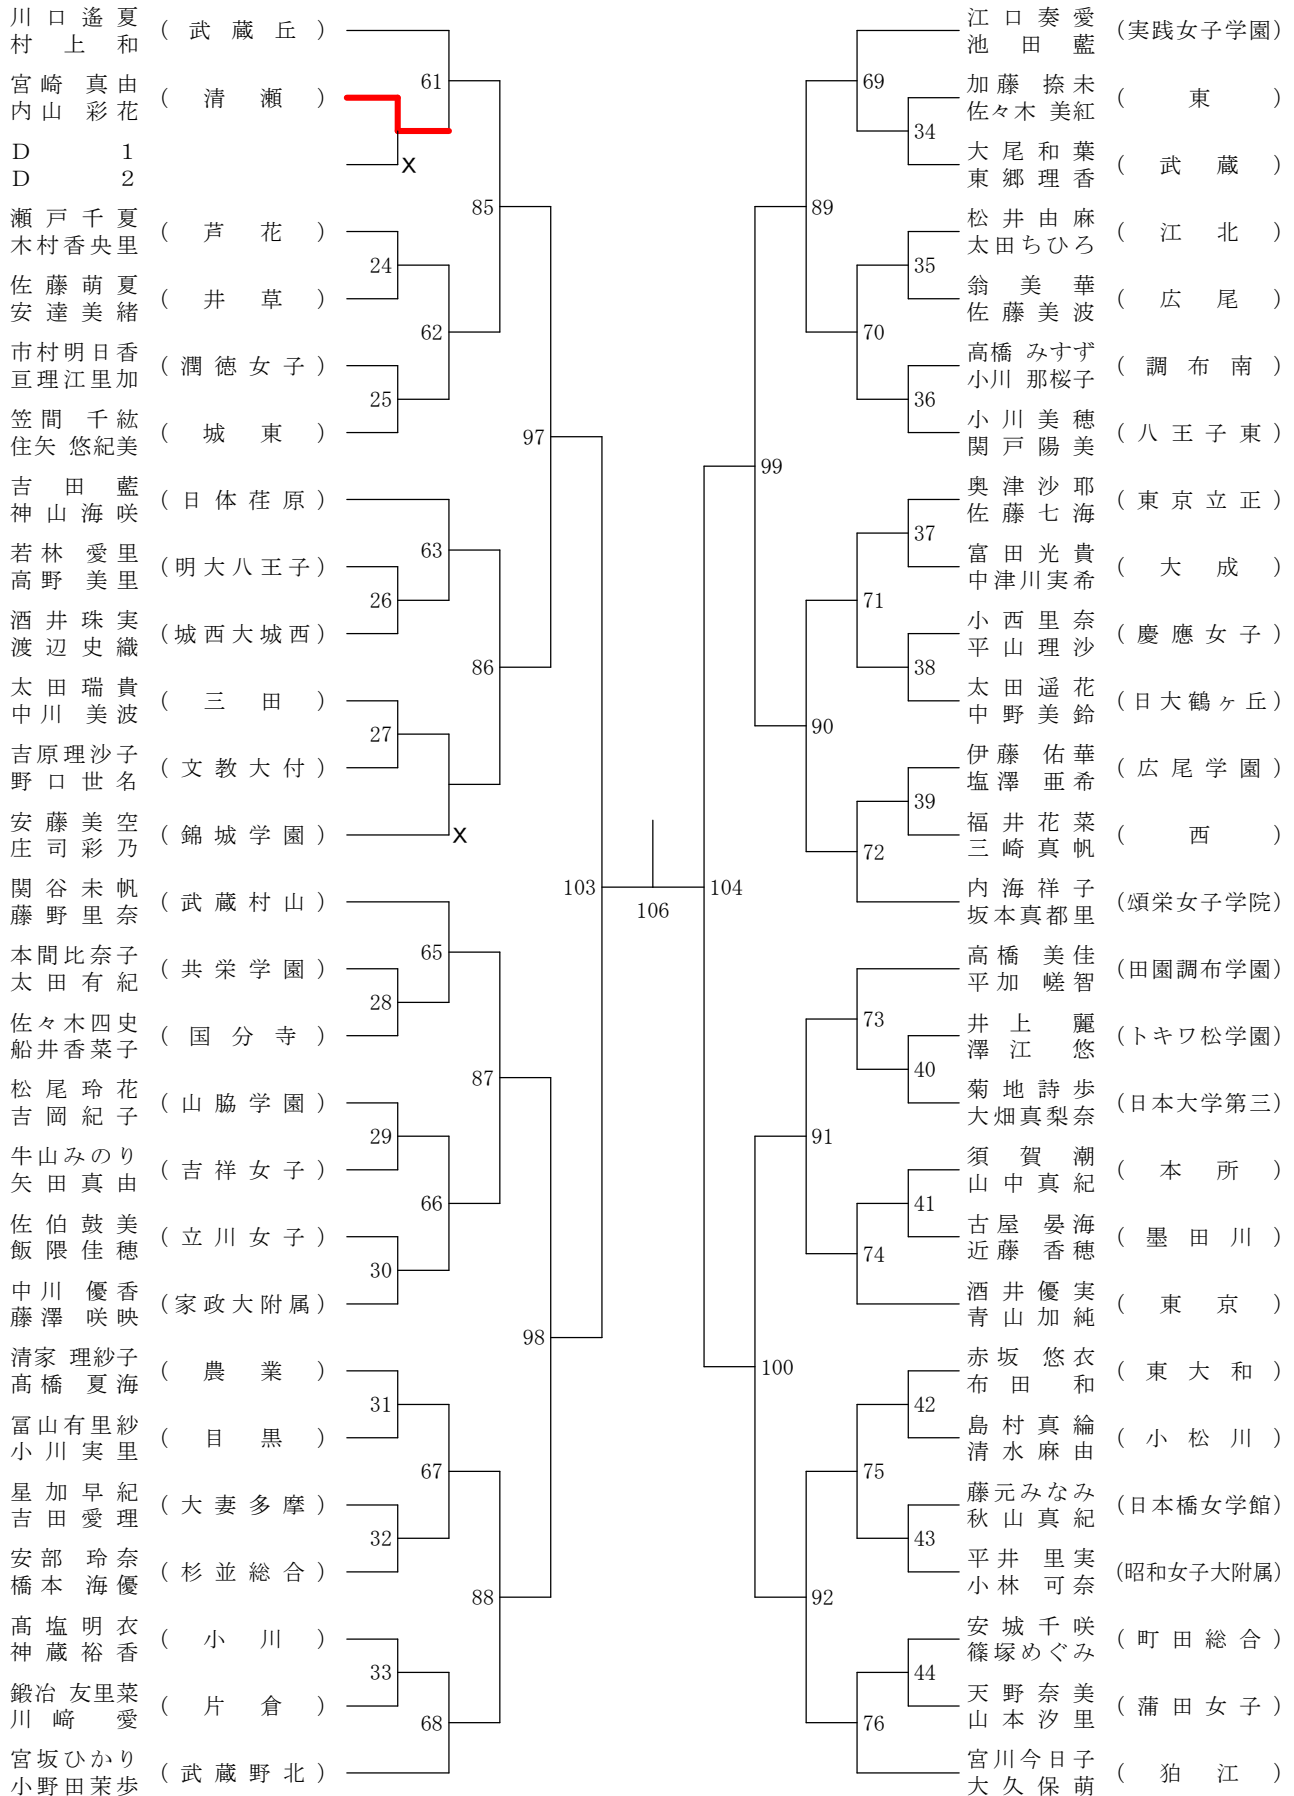 川口遙夏
村上和
(武蔵丘)
宮崎真由
内山彩花
(清瀬)
D 1
D 2
X
瀬戸千夏
木村香央里
(芦花)
佐藤萌夏
安達美緒
(井草)
市村明日香
亘理江里加
(潤徳女子)
笠間千紘
住矢悠紀美
(城東)
吉田藍
神山海咲
(日体荏原)
若林愛里
高野美里
(明大八王子)
酒井珠実
渡辺史織
(城西大城西)
太田瑞貴
中川美波
(三田)
吉原理沙子
野口世名
(文教大付)
安藤美空
庄司彩乃
(錦城学園)
X
関谷未帆
藤野里奈
(武蔵村山)
本間比奈子
太田有紀
(共栄学園)
佐々木四史
船井香菜子
(国分寺)
松尾玲花
吉岡紀子
(山脇学園)
牛山みのり
矢田真由
(吉祥女子)
佐伯鼓美
飯隈佳穂
(立川女子)
中川優香
藤澤咲映
(家政大附属)
清家理紗子
髙橋夏海
(農業)
冨山有里紗
小川実里
(目黒)
星加早紀
吉田愛理
(大妻多摩)
安部玲奈
橋本海優
(杉並総合)
髙塩明衣
神蔵裕香
(小川)
鍛冶友里菜
川﨑愛
(片倉)
宮坂ひかり
小野田茉歩
(武蔵野北)
61
24
62
25
85
63
26
27
86
97
65
28
29
66
30
87
31
67
32
33
68
88
98
103
106
104
江口奏愛
池田藍
(実践女子学園)
加藤捺未
佐々木美紅
(東)
大尾和葉
東郷理香
(武蔵)
松井由麻
太田ちひろ
(江北)
翁美華
佐藤美波
(広尾)
高橋みすず
小川那桜子
(調布南)
小川美穂
関戸陽美
(八王子東)
奥津沙耶
佐藤七海
(東京立正)
富田光貴
中津川実希
(大成)
小西里奈
平山理沙
(慶應女子)
太田遥花
中野美鈴
(日大鶴ヶ丘)
伊藤佑華
塩澤亜希
(広尾学園)
福井花菜
三崎真帆
(西)
内海祥子
坂本真都里
(頌栄女子学院)
高橋美佳
平加嵯智
(田園調布学園)
井上麗
澤江悠
(トキワ松学園)
菊地詩歩
大畑真梨奈
(日本大学第三)
須賀潮
山中真紀
(本所)
古屋晏海
近藤香穂
(墨田川)
酒井優実
青山加純
(東京)
赤坂悠衣
布田和
(東大和)
島村真綸
清水麻由
(小松川)
藤元みなみ
秋山真紀
(日本橋女学館)
平井里実
小林可奈
(昭和女子大附属)
安城千咲
篠塚めぐみ
(町田総合)
天野奈美
山本汐里
(蒲田女子)
宮川今日子
大久保萌
(狛江)
69
34
89
35
70
36
99
37
71
38
90
39
72
73
40
91
41
74
100
42
75
43
92
44
76